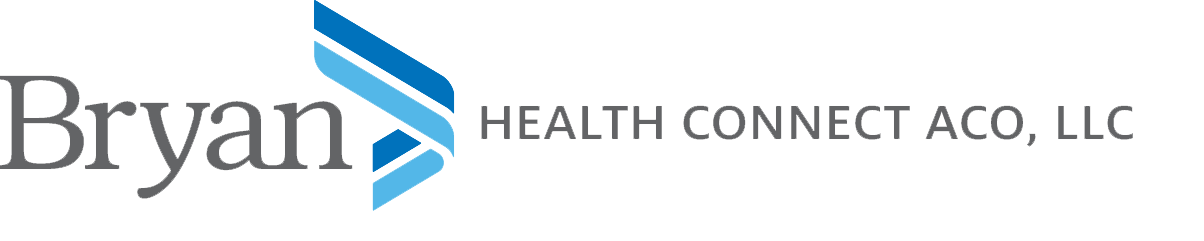 Bryan HEALTH CONNECT ACO, LLC